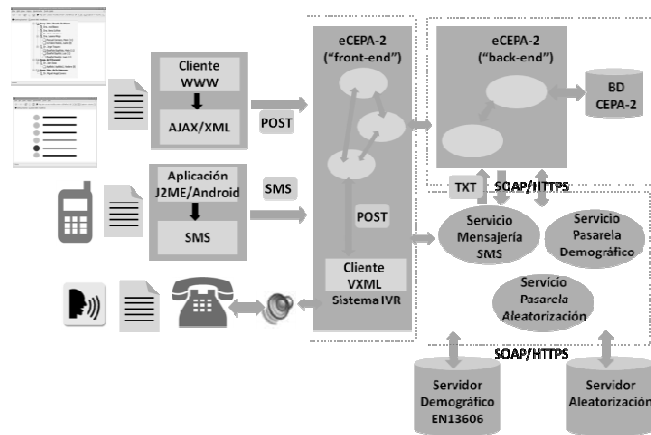 eCEPA-2
("front-end")
eCEPA-2
("back-end")
Cliente
WWW
AJAX/XML
POST
BD
CEPA-2
Aplicación
J2ME/Android
SMS
SMS
POST
TXT
SOAP/HTTPS
Servicio
Mensajería
SMS
Servicio
Pasarela
Demográfico
Cliente
VXML
Sistema IVR
Servicio
Pasarela
Aleatorización
SOAP/HTTPS
Servidor
Demográfico
EN13606
Servidor
Aleatorización